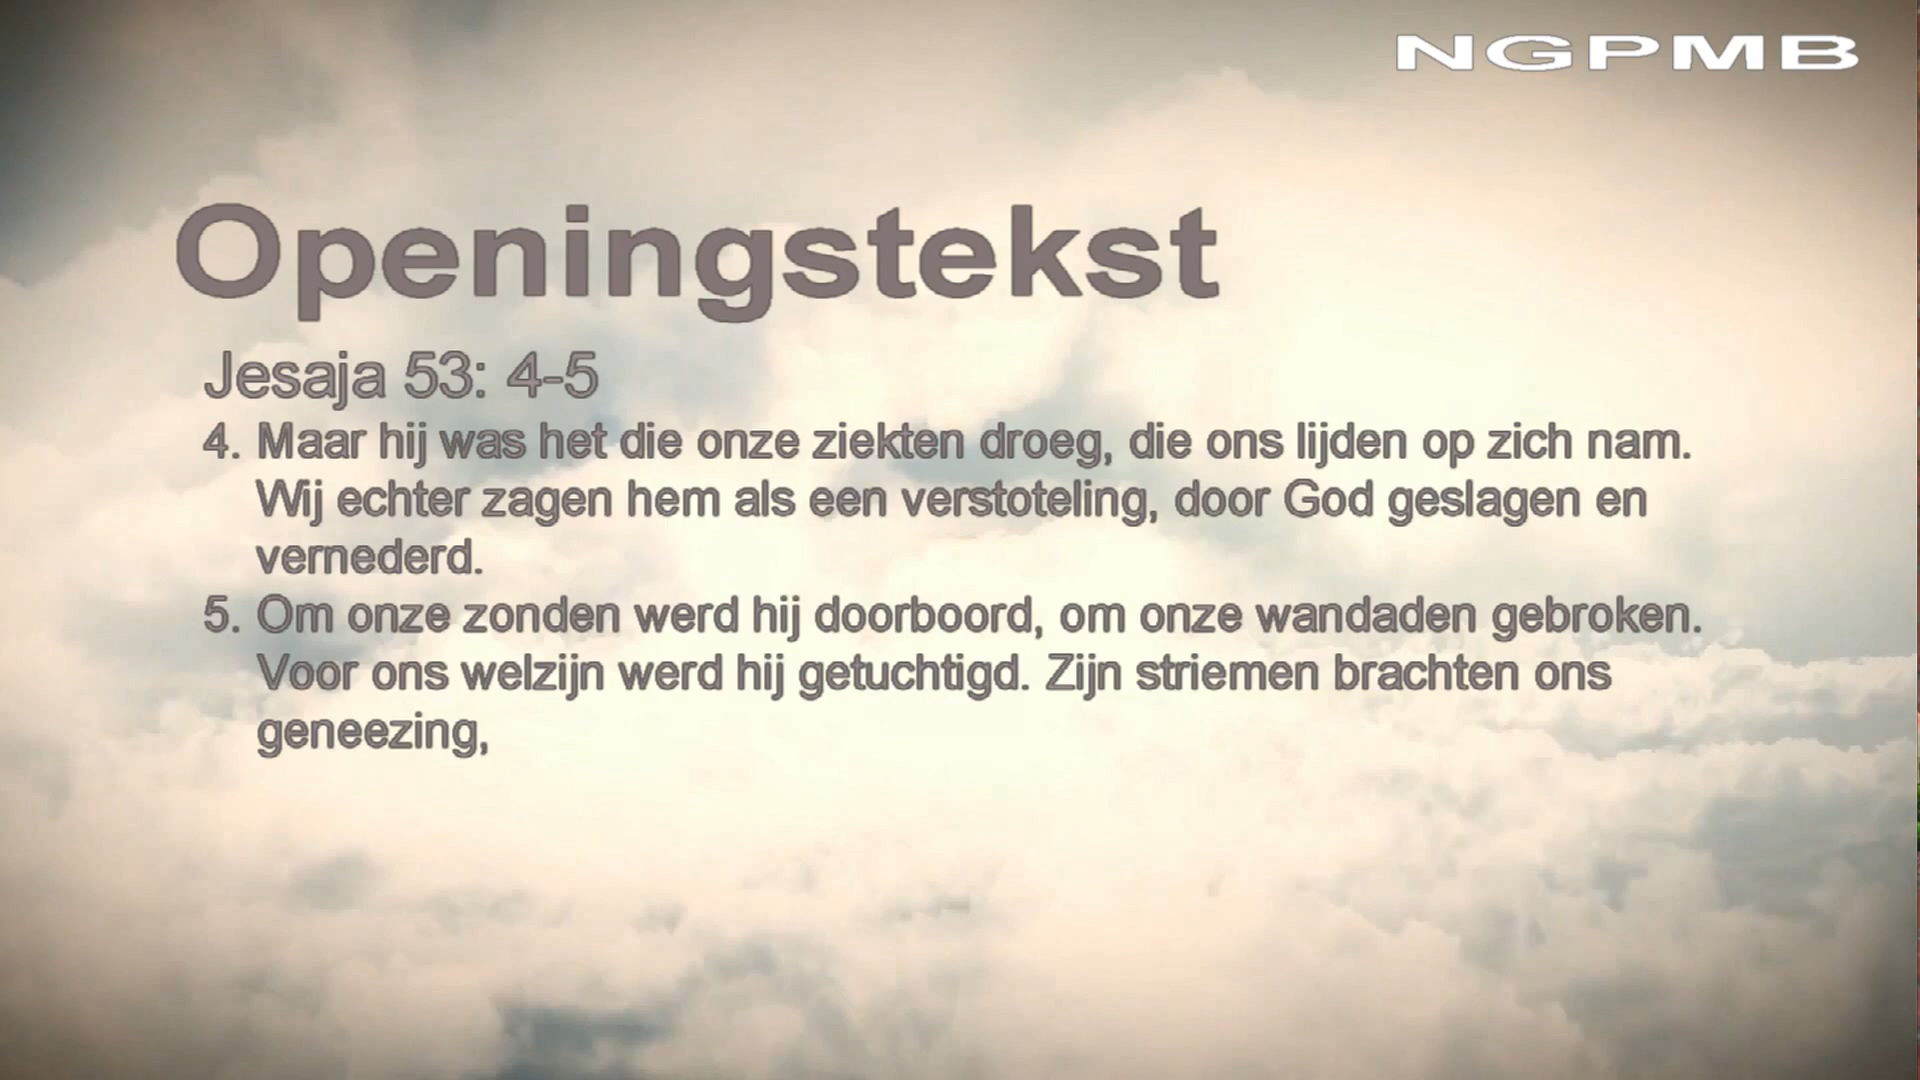 NGPMB
Openingstekst
Jesaja 53: 4-5
4. Maar hij was het die onze ziekten droeg, die ons lijden op zich nam.
Wij echter zagen hem als een verstoteling, door God geslagen en
vernederd.
5. Om onze zonden werd hij doorboord, om onze wandaden gebroken.
Voor ons welzijn werd hij getuchtigd. Zijn striemen brachten ons
geneezing,